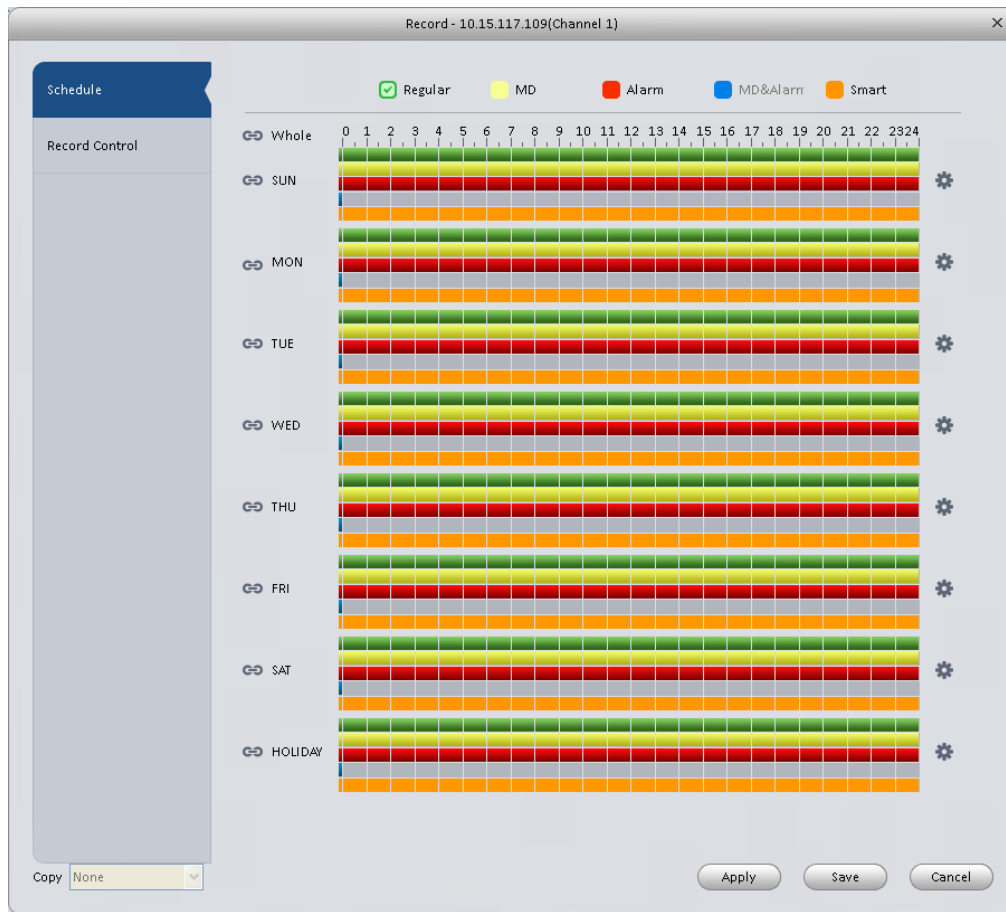 Record - 10.15.117.109(Channel 1)
Schedule
Regular MD Alarm MD&Alarm Smart
Record Control
Whole 0 1 2 3 4 5 6 7 8 9 10 11 12 13 14 15 16 17 18 19 20 21 22 2324
SUN
MON
TUE
WED
THU
FRI
SAT
HOLIDAY
Copy None Apply Save Cancel